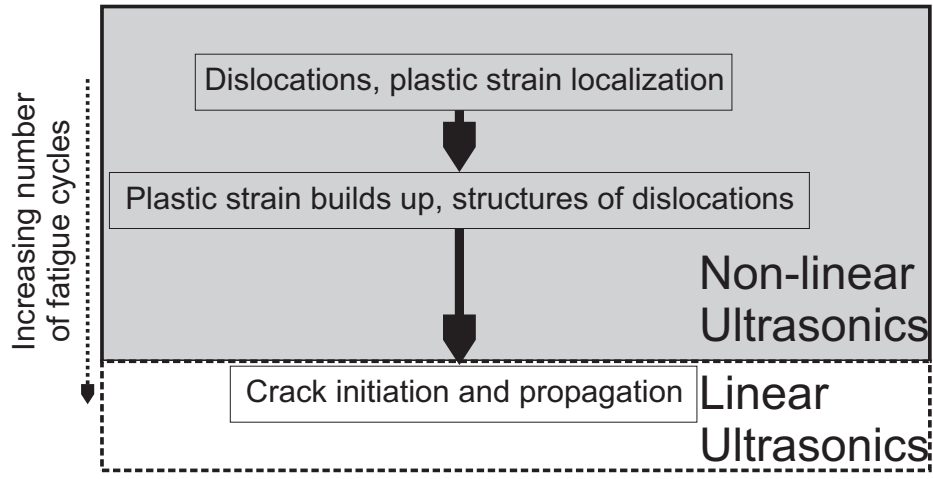 Increasing number
of fatigue cycles
Dislocations, plastic strain localization
Plastic strain builds up, structures of dislocations
Non-linear
Ultrasonics
Crack initiation and propagation
Linear
Ultrasonics